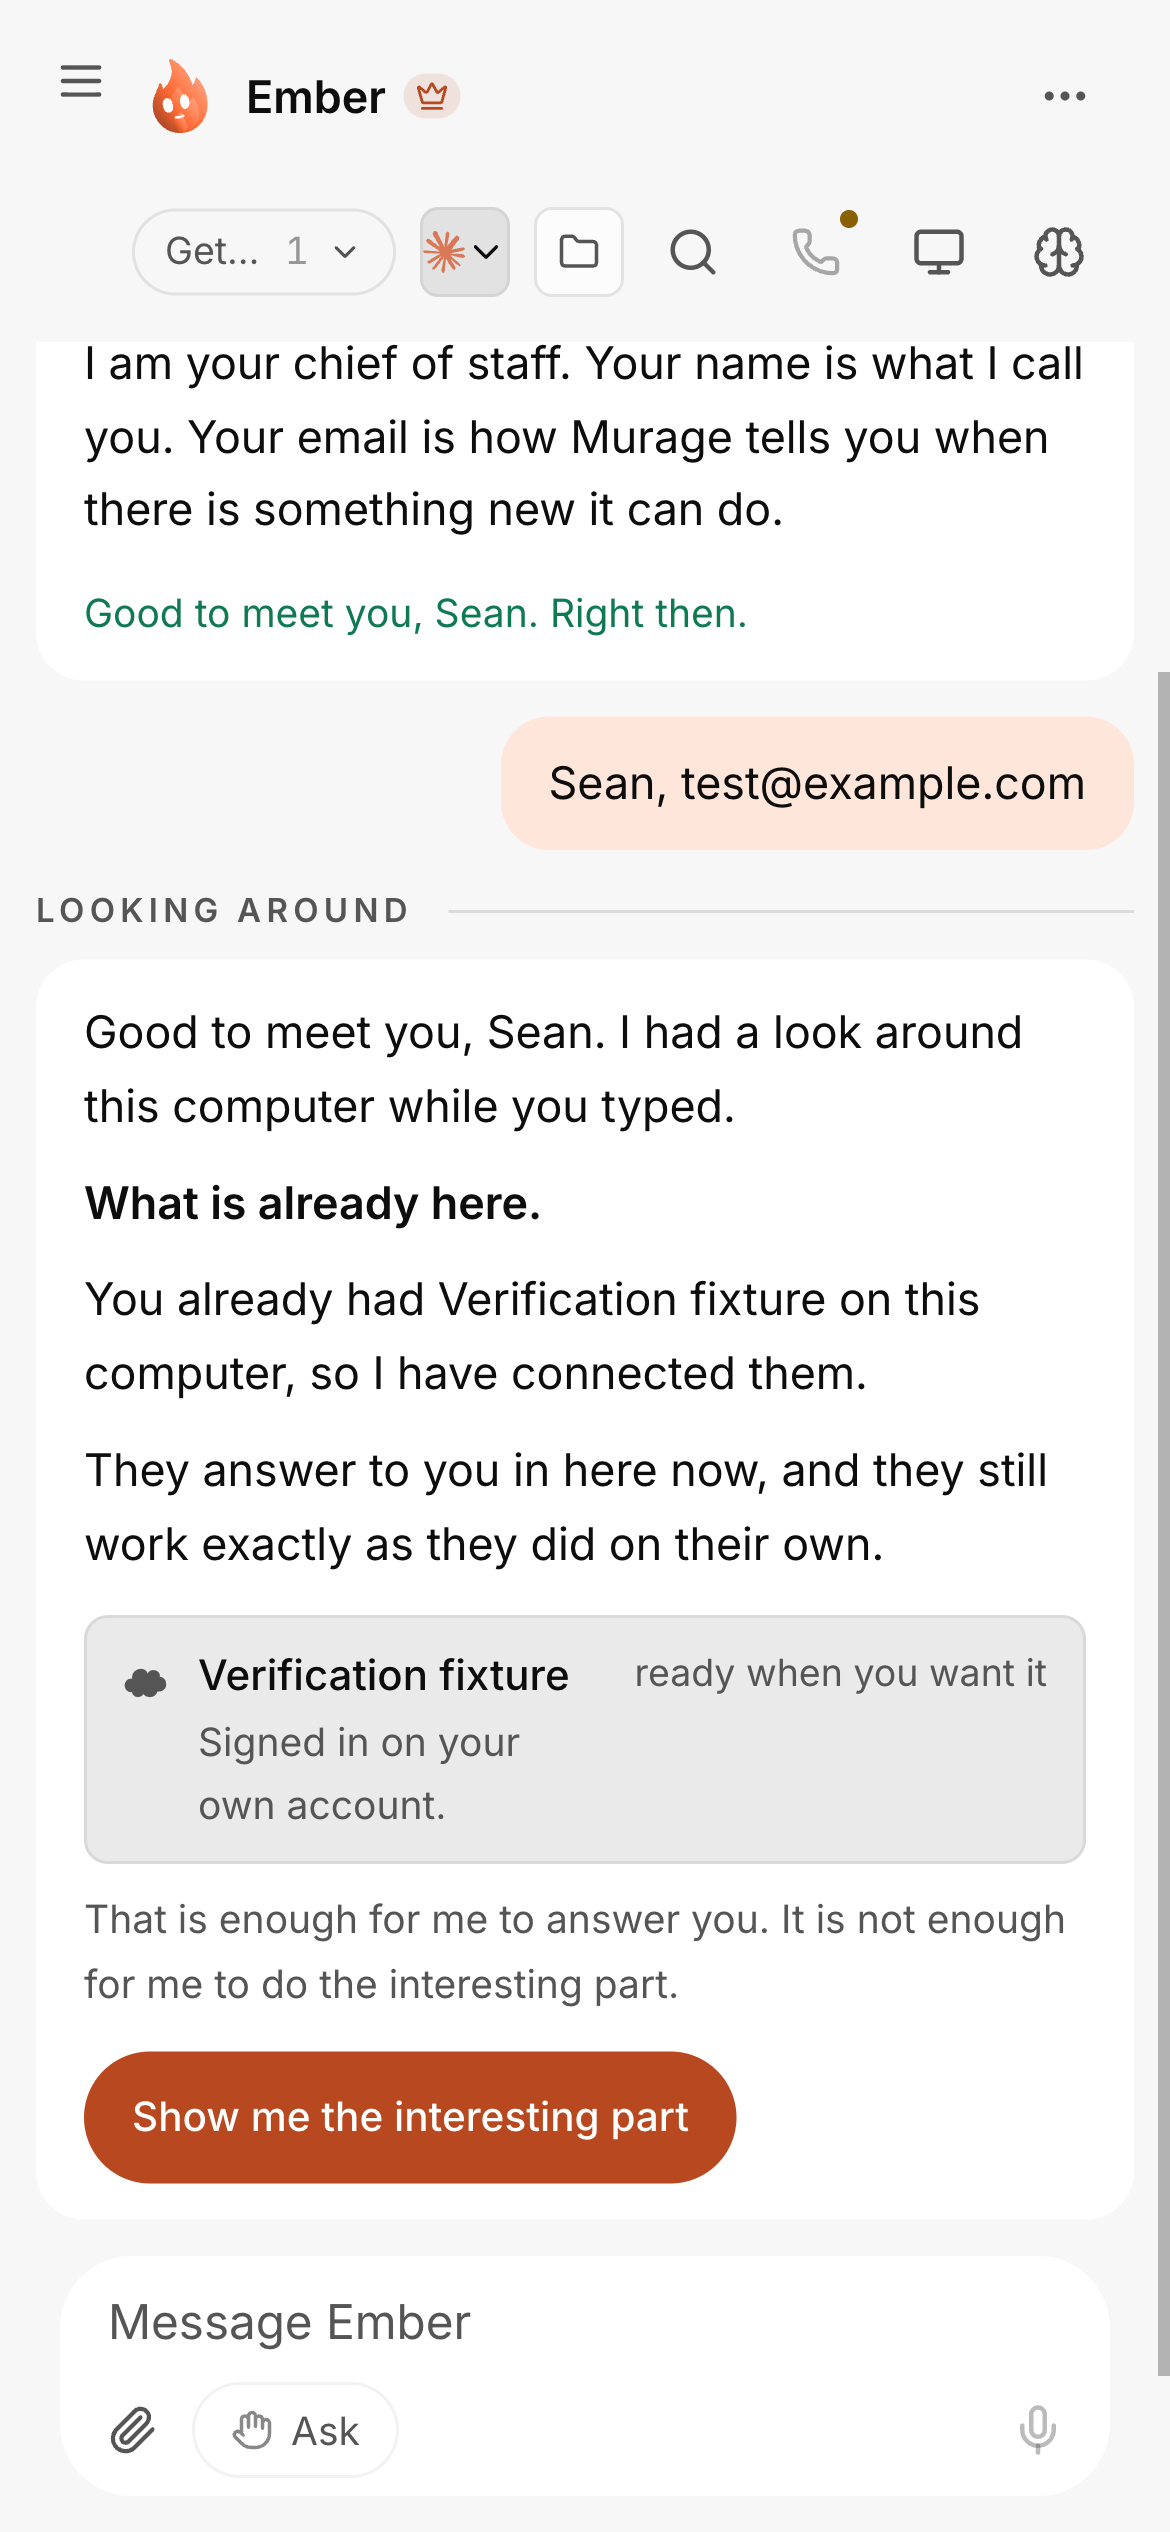 Ember
Get... 1
I am your chief of staff. Your name is what I call
you. Your email is how Murage tells you when
there is something new it can do.
Good to meet you, Sean. Right then.
Sean, test@example.com
LOOKING AROUND
Good to meet you, Sean. I had a look around
this computer while you typed.
What is already here.
You already had Verification fixture on this
computer, so I have connected them.
They answer to you in here now, and they still
work exactly as they did on their own.
Verification fixture ready when you want it
Signed in on your
own account.
That is enough for me to answer you. It is not enough
for me to do the interesting part.
Show me the interesting part
Message Ember
Ask